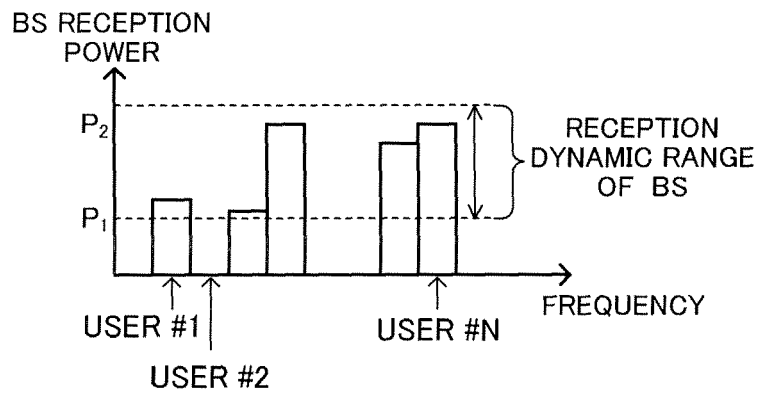 BS RECEPTION
POWER
P2
P1
RECEPTION
DYNAMIC RANGE
OF BS
FREQUENCY
USER #1
USER #2
USER #N